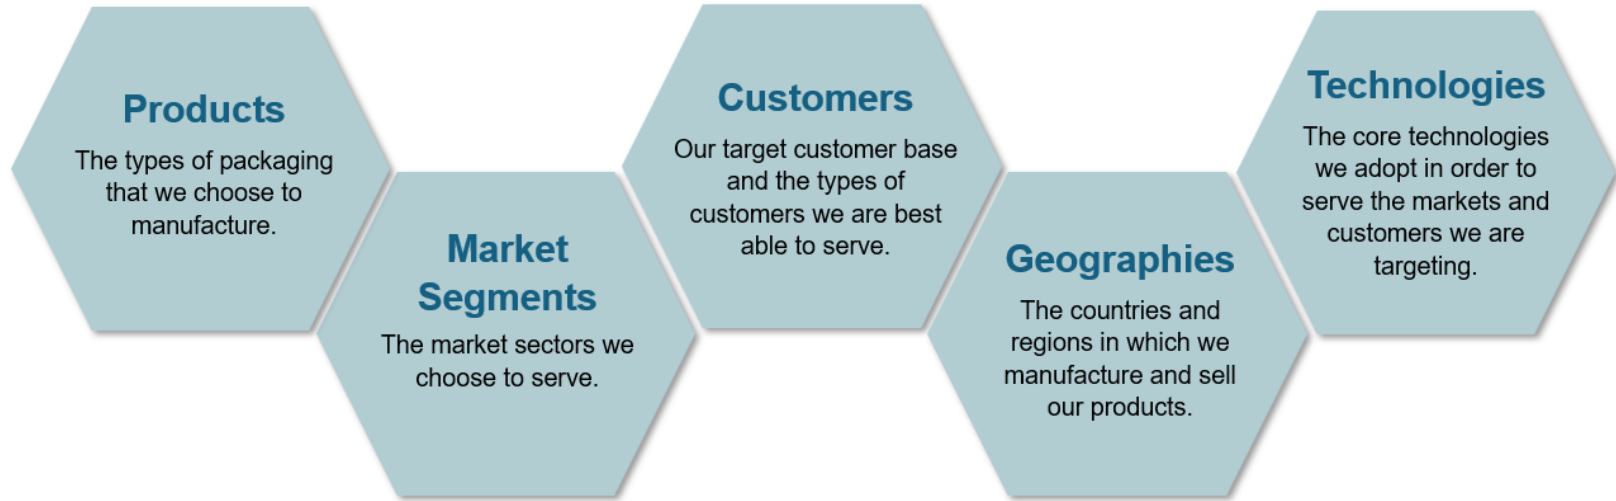 Products
The types of packaging
that we choose to
manufacture.
Market
Segments
The market sectors we
choose to serve.
Customers
Our target customer base
and the types of
customers we are best
able to serve.
Geographies
The countries and
regions in which we
manufacture and sell
our products.
Technologies
The core technologies
we adopt in order to
serve the markets and
customers we are
targeting.